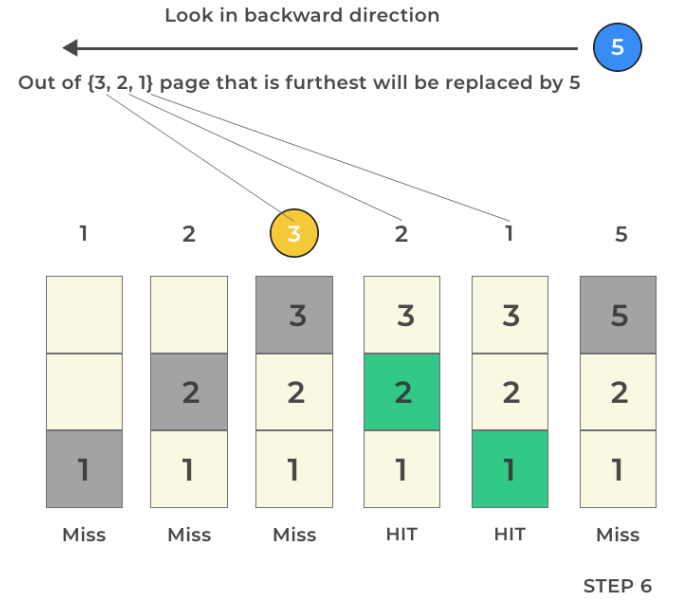 Look in backward direction
5
Out of {3, 2, 1} page that is furthest will be replaced by 5
1 2 3 2 1 5
3 3 3 5
2 2 2 2 2
1 1 1 1 1 1
Miss Miss Miss HIT HIT Miss
STEP 6